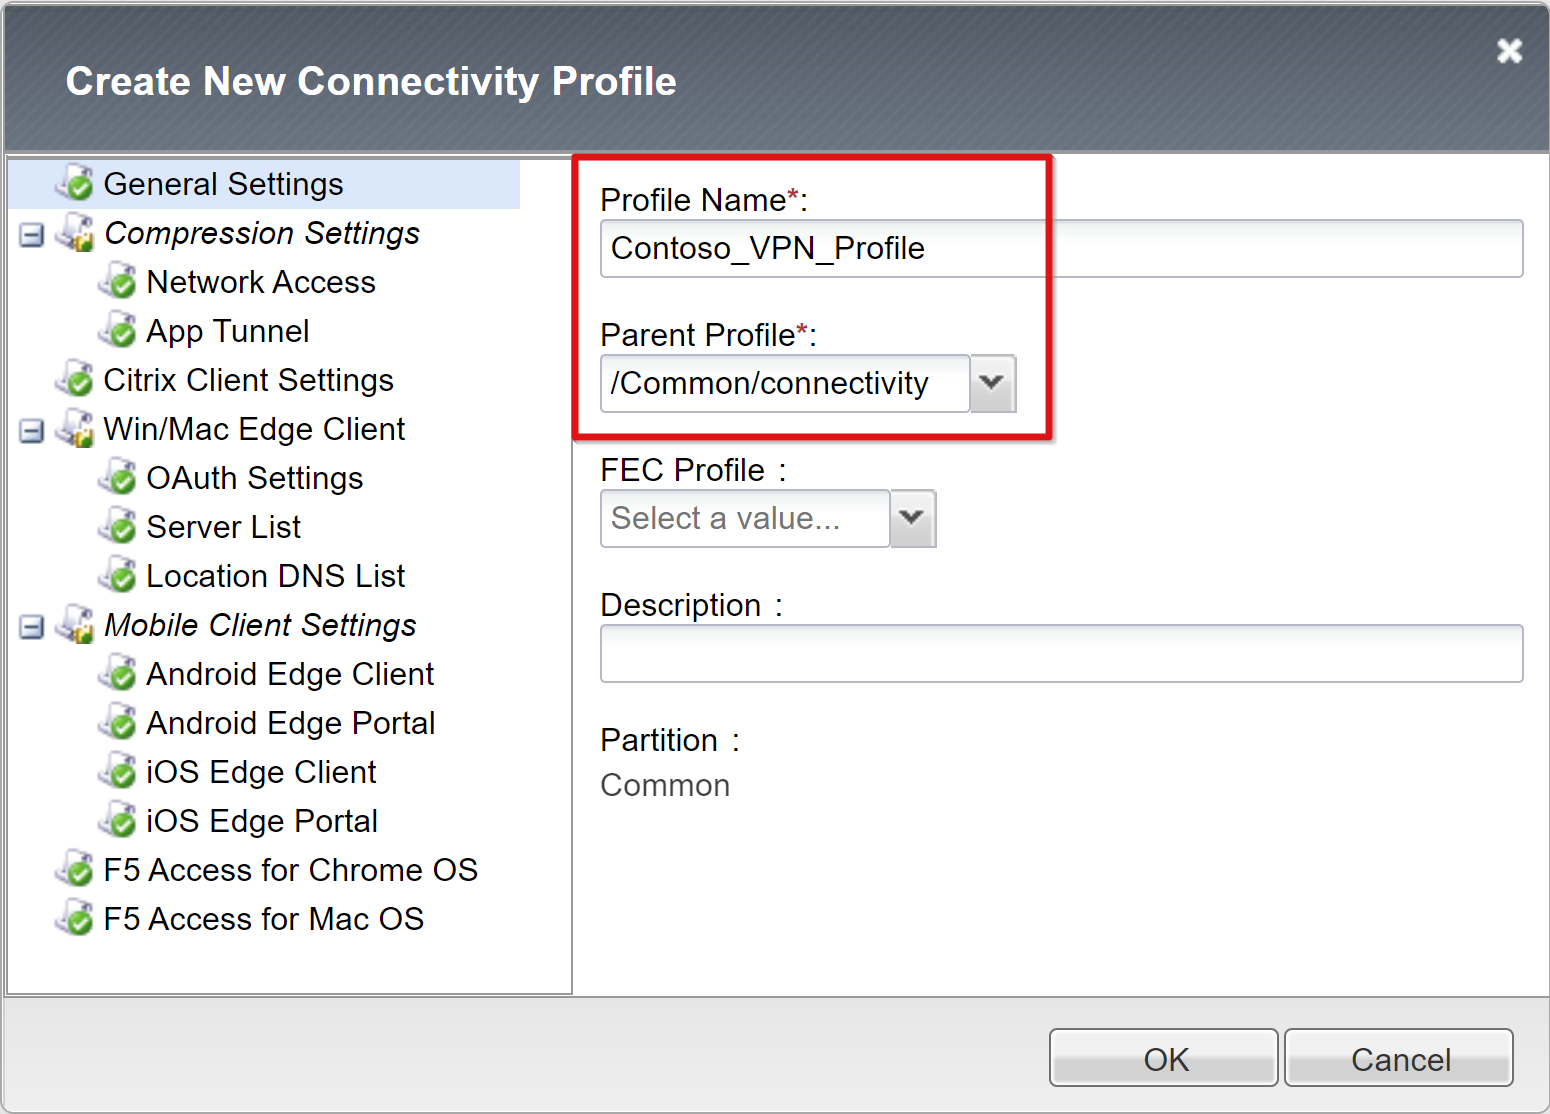 Create New Connectivity Profile
General Settings
Compression Settings
Network Access
App Tunnel
Citrix Client Settings
Win/Mac Edge Client
OAuth Settings
Server List
Location DNS List
Mobile Client Settings
Android Edge Client
Android Edge Portal
iOS Edge Client
iOS Edge Portal
F5 Access for Chrome OS
F5 Access for Mac OS
Profile Name*:
Contoso_VPN_Profile
Parent Profile*:
/Common/connectivity
FEC Profile :
Select a value...
Description :
Partition :
Common
OK
Cancel